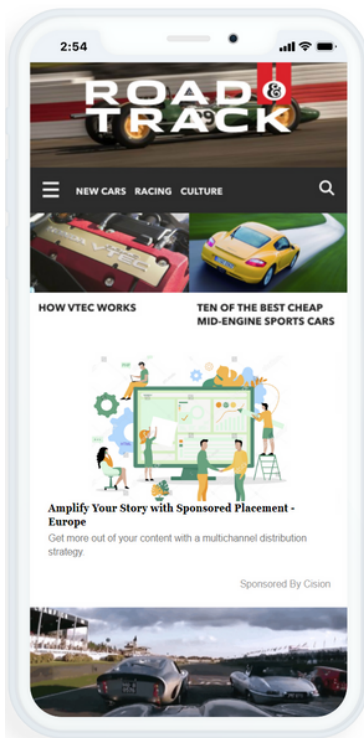 2:54
ROAD &
TRACK
NEW CARS RACING CULTURE
HOW VTEC WORKS
TEN OF THE BEST CHEAP
MID-ENGINE SPORTS CARS
Amplify Your Story with Sponsored Placement -
Europe
Get more out of your content with a multichannel distribution
strategy.
Sponsored By Cision